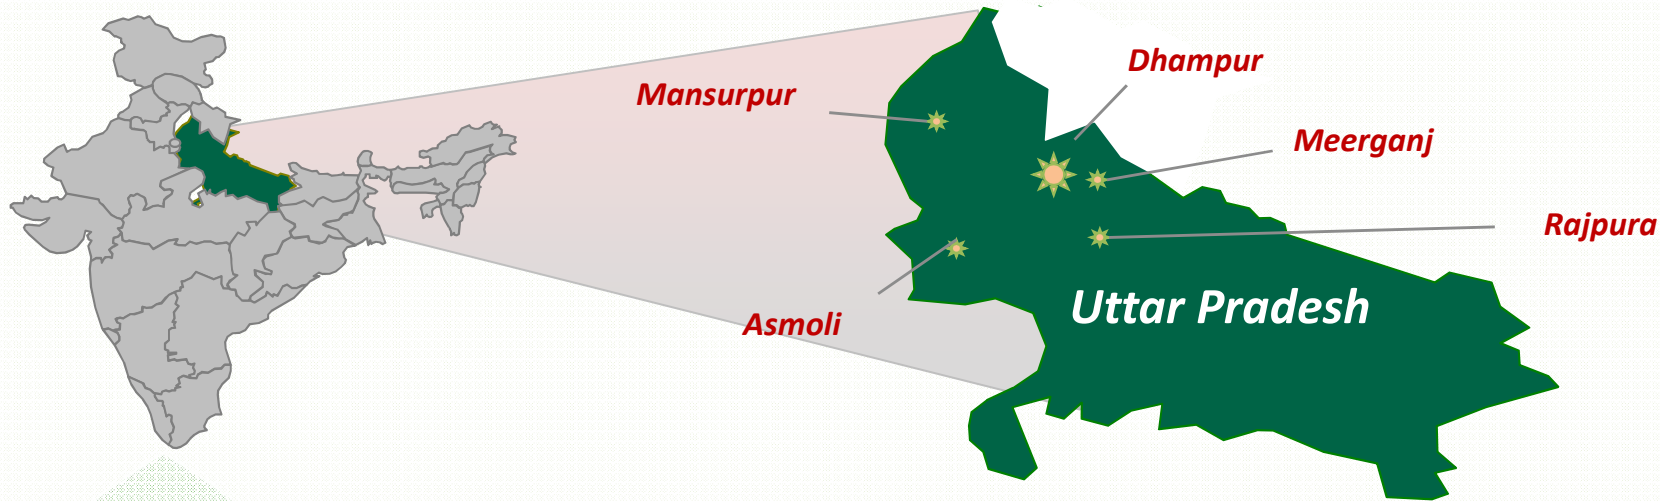 Dhampur
Mansurpur
Meerganj
Rajpura
Uttar Pradesh
Asmoli